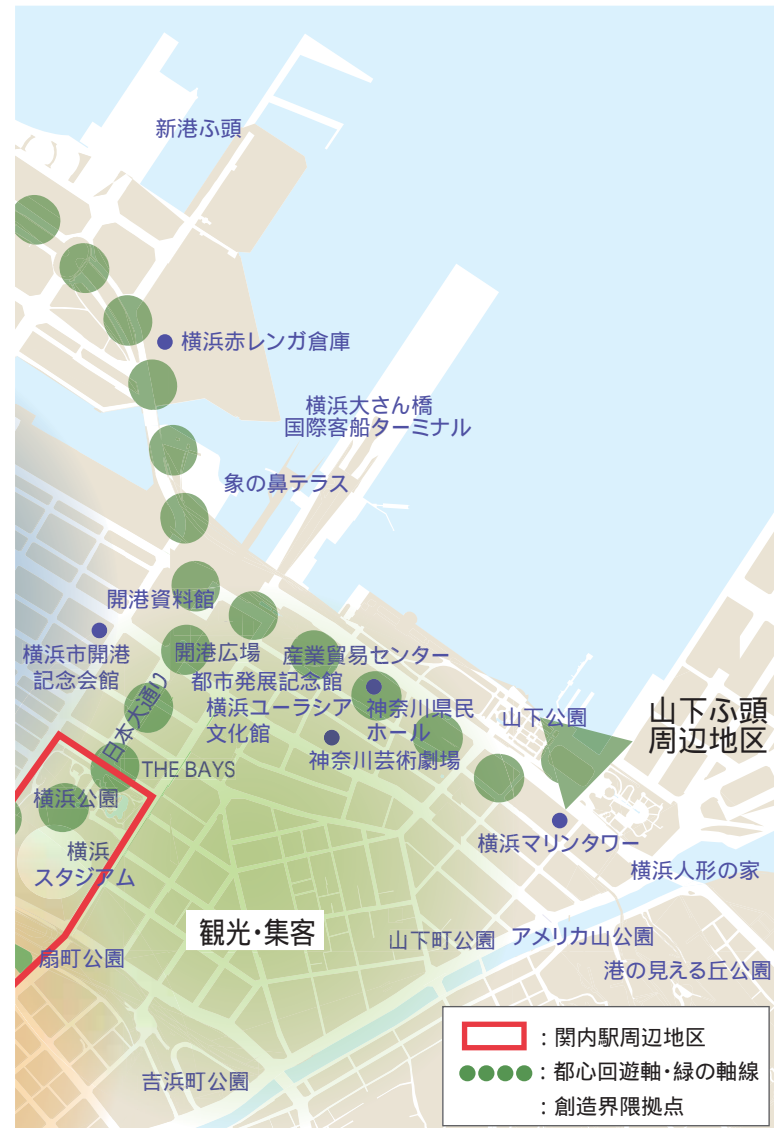 新港ふ頭
横浜赤レンガ倉庫
横浜大さん橋
国際客船ターミナル
象の鼻テラス
開港資料館
横浜市開港
記念会館
開港広場
産業貿易センター
都市発展記念館
日本大通り
横浜ユーラシア
文化館
神奈川県民
ホール
神奈川芸術劇場
山下公園
山下ふ頭
周辺地区
THE BAYS
横浜公園
横浜
スタジアム
横浜マリンタワー
横浜人形の家
観光・集客
山下町公園
アメリカ山公園
扇町公園
港の見える丘公園
吉浜町公園
：関内駅周辺地区
：都心回遊軸・緑の軸線
：創造界隈拠点